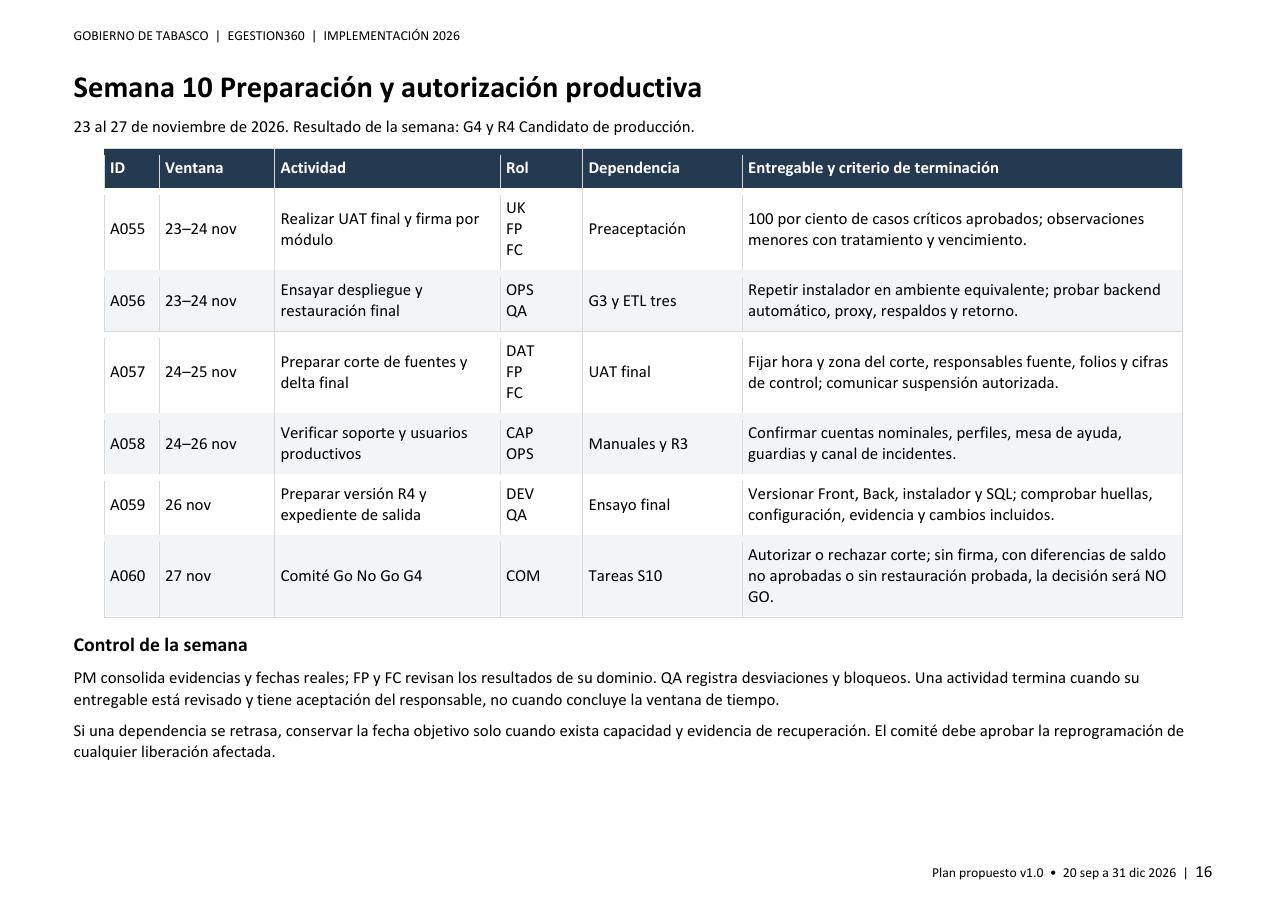 GOBIERNO DE TABASCO | EGESTION360 | IMPLEMENTACIÓN 2026
Semana 10 Preparación y autorización productiva
23 al 27 de noviembre de 2026. Resultado de la semana: G4 y R4 Candidato de producción.
ID Ventana Actividad Rol Dependencia Entregable y criterio de terminación
A055 23–24 nov Realizar UAT final y firma por
módulo
UK
FP
FC
Preaceptación
100 por ciento de casos críticos aprobados; observaciones
menores con tratamiento y vencimiento.
A056 23–24 nov Ensayar despliegue y
restauración final
OPS
QA
G3 y ETL tres
Repetir instalador en ambiente equivalente; probar backend
automático, proxy, respaldos y retorno.
A057 24–25 nov Preparar corte de fuentes y
delta final
DAT
FP
FC
UAT final
Fijar hora y zona del corte, responsables fuente, folios y cifras
de control; comunicar suspensión autorizada.
A058 24–26 nov Verificar soporte y usuarios
productivos
CAP
OPS
Manuales y R3
Confirmar cuentas nominales, perfiles, mesa de ayuda,
guardias y canal de incidentes.
A059 26 nov Preparar versión R4 y
expediente de salida
DEV
QA
Ensayo final
Versionar Front, Back, instalador y SQL; comprobar huellas,
configuración, evidencia y cambios incluidos.
A060 27 nov Comité Go No Go G4 COM Tareas S10
Autorizar o rechazar corte; sin firma, con diferencias de saldo
no aprobadas o sin restauración probada, la decisión será NO
GO.
Control de la semana
PM consolida evidencias y fechas reales; FP y FC revisan los resultados de su dominio. QA registra desviaciones y bloqueos. Una actividad termina cuando su
entregable está revisado y tiene aceptación del responsable, no cuando concluye la ventana de tiempo.
Si una dependencia se retrasa, conservar la fecha objetivo solo cuando exista capacidad y evidencia de recuperación. El comité debe aprobar la reprogramación de
cualquier liberación afectada.
Plan propuesto v1.0 • 20 sep a 31 dic 2026 | 16